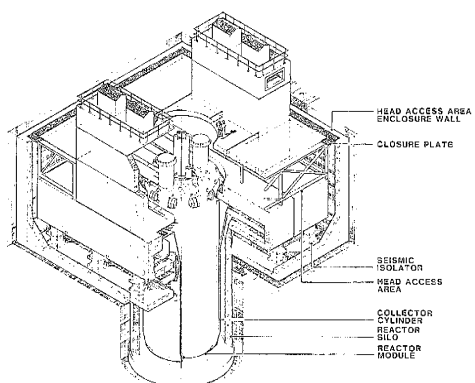 HEAD ACCESS AREA
ENCLOSURE WALL
CLOSURE PLATE
SEISMIC
ISOLATOR
HEAD ACCESS
AREA
COLLECTOR
CYLINDER
REACTOR
SILO
REACTOR
MODULE